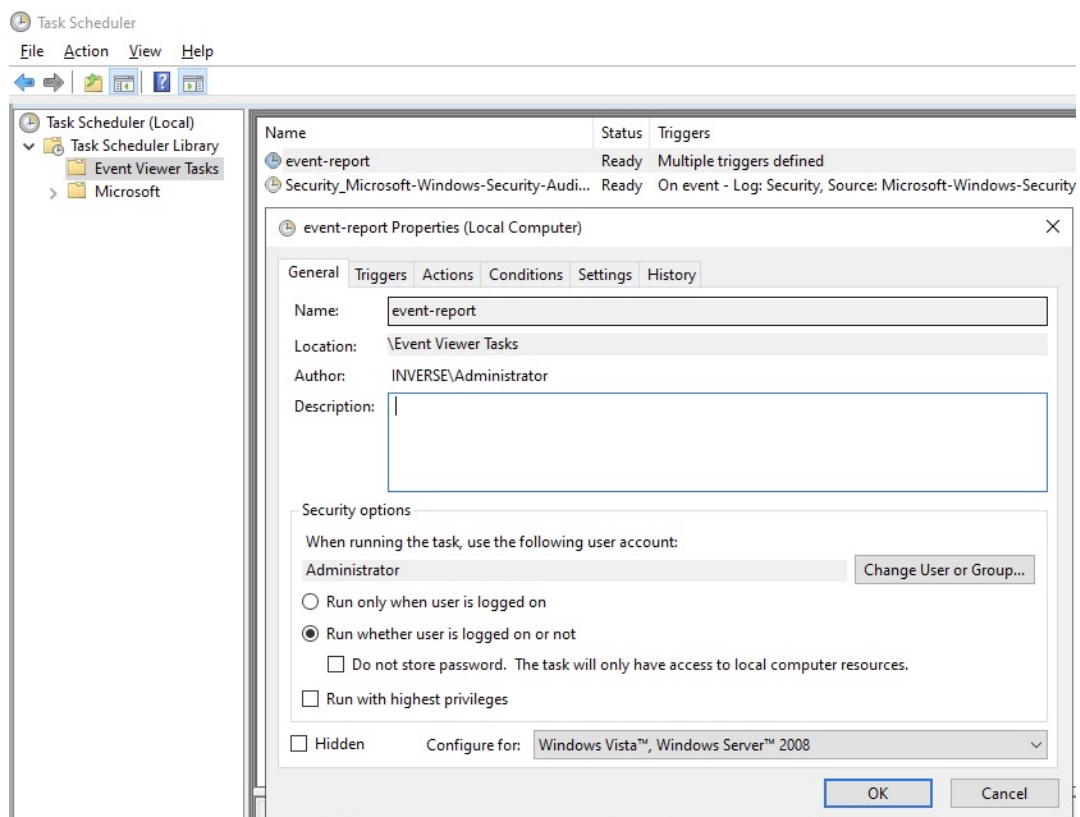 Task Scheduler
File Action View Help
Task Scheduler (Local)
Task Scheduler Library
Event Viewer Tasks
Microsoft
Name Status Triggers
event-report Ready Multiple triggers defined
Security_Microsoft-Windows-Security-Audi... Ready On event - Log: Security, Source: Microsoft-Windows-Security
event-report Properties (Local Computer)
General Triggers Actions Conditions Settings History
Name: event-report
Location: \Event Viewer Tasks
Author: INVERSE\Administrator
Description:
Security options
When running the task, use the following user account:
Administrator Change User or Group...
Run only when user is logged on
Run whether user is logged on or not
Do not store password. The task will only have access to local computer resources.
Run with highest privileges
Hidden Configure for: Windows Vista™, Windows Server™ 2008
OK Cancel